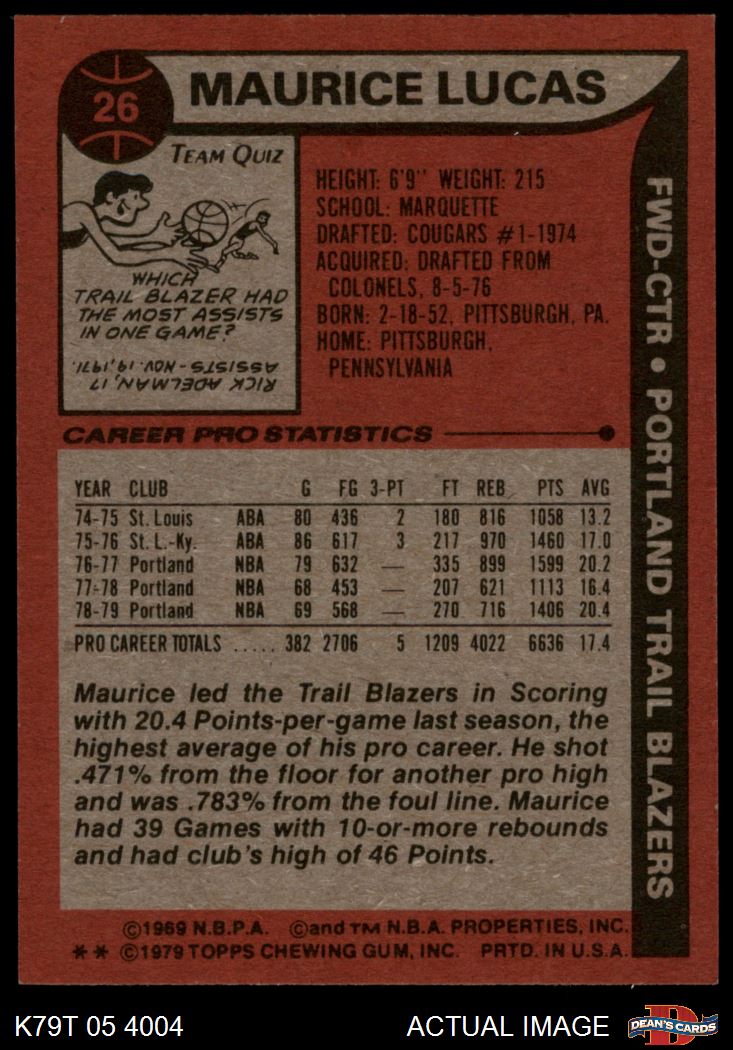 26
MAURICE LUCAS
TEAM QUIZ
WHICH
TRAIL BLAZER HAD
THE MOST ASSISTS
IN ONE GAME?
RICK ADELMAN, 17
ASSISTS - NOV. 19, 1971.
HEIGHT: 6'9" WEIGHT: 215
SCHOOL: MARQUETTE
DRAFTED: COUGARS #1-1974
ACQUIRED: DRAFTED FROM
COLONELS, 8-5-76
BORN: 2-18-52, PITTSBURGH, PA.
HOME: PITTSBURGH,
PENNSYLVANIA
FWD-CTR • PORTLAND TRAIL BLAZERS
CAREER PRO STATISTICS
YEAR CLUB G FG 3-PT FT REB PTS AVG
74-75 St. Louis ABA 80 436 2 180 816 1058 13.2
75-76 St. L.-Ky. ABA 86 617 3 217 970 1460 17.0
76-77 Portland NBA 79 632 — 335 899 1599 20.2
77-78 Portland NBA 68 453 — 207 621 1113 16.4
78-79 Portland NBA 69 568 — 270 716 1406 20.4
PRO CAREER TOTALS ..... 382 2706 5 1209 4022 6636 17.4
Maurice led the Trail Blazers in Scoring
with 20.4 Points-per-game last season, the
highest average of his pro career. He shot
.471% from the floor for another pro high
and was .783% from the foul line. Maurice
had 39 Games with 10-or-more rebounds
and had club's high of 46 Points.
©1969 N.B.P.A. ©and TM N.B.A. PROPERTIES, INC.
** ©1979 TOPPS CHEWING GUM, INC. PRTD. IN U.S.A.
K79T 05 4004 ACTUAL IMAGE
D
DEAN'S CARDS